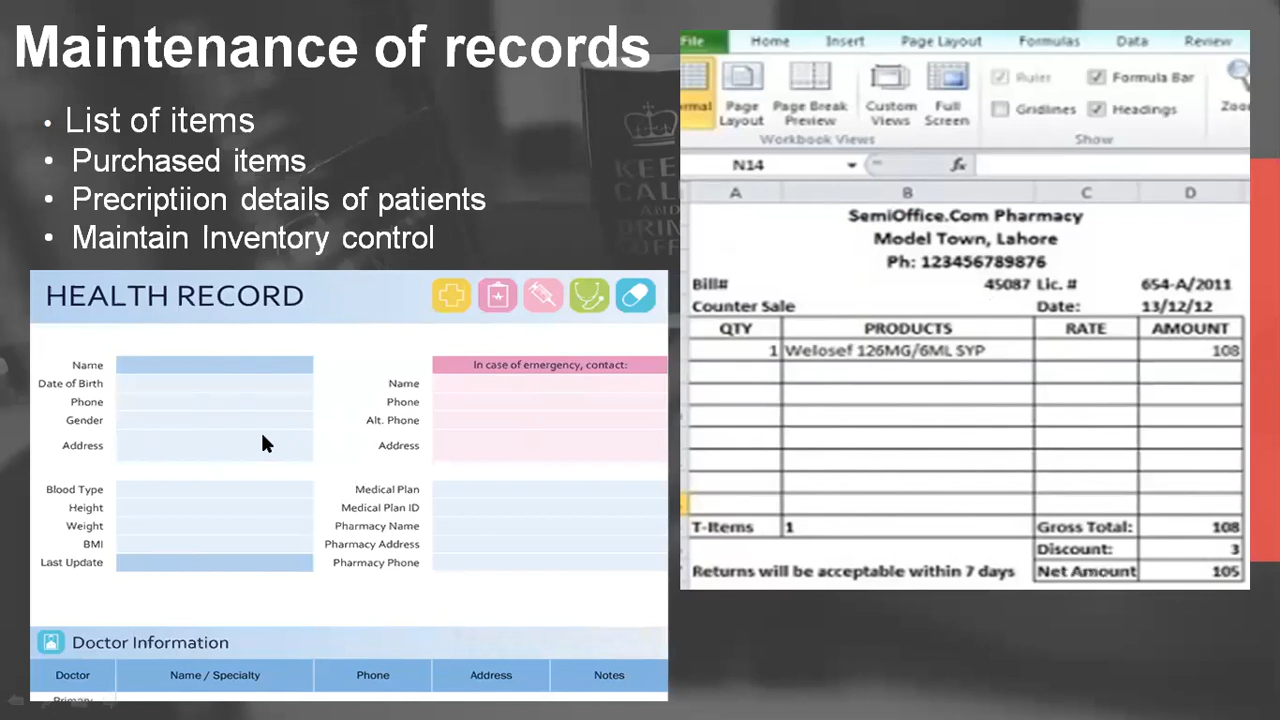 Maintenance of records
• List of items
• Purchased items
• Precriptiion details of patients
• Maintain Inventory control
KEEP
CALM
AND
DRINK
COFFEE
HEALTH RECORD
Name
Date of Birth
Phone
Gender
Address
In case of emergency, contact:
Name
Phone
Alt. Phone
Address
Blood Type
Height
Weight
BMI
Last Update
Medical Plan
Medical Plan ID
Pharmacy Name
Pharmacy Address
Pharmacy Phone
Doctor Information
Doctor Name / Specialty Phone Address Notes
Primary
File Home Insert Page Layout Formulas Data Review
Page Layout Page Break Preview Custom Views Full Screen
Ruler Formula Bar
Gridlines Headings
Workbook Views Show
N14 fx
A B C D
SemiOffice.Com Pharmacy
Model Town, Lahore
Ph: 123456789876
Bill# 45087 Lic. # 654-A/2011
Counter Sale Date: 13/12/12
QTY PRODUCTS RATE AMOUNT
1 Welosef 126MG/6ML SYP 108
T-Items 1 Gross Total: 108
Discount: 3
Returns will be acceptable within 7 days Net Amount 105